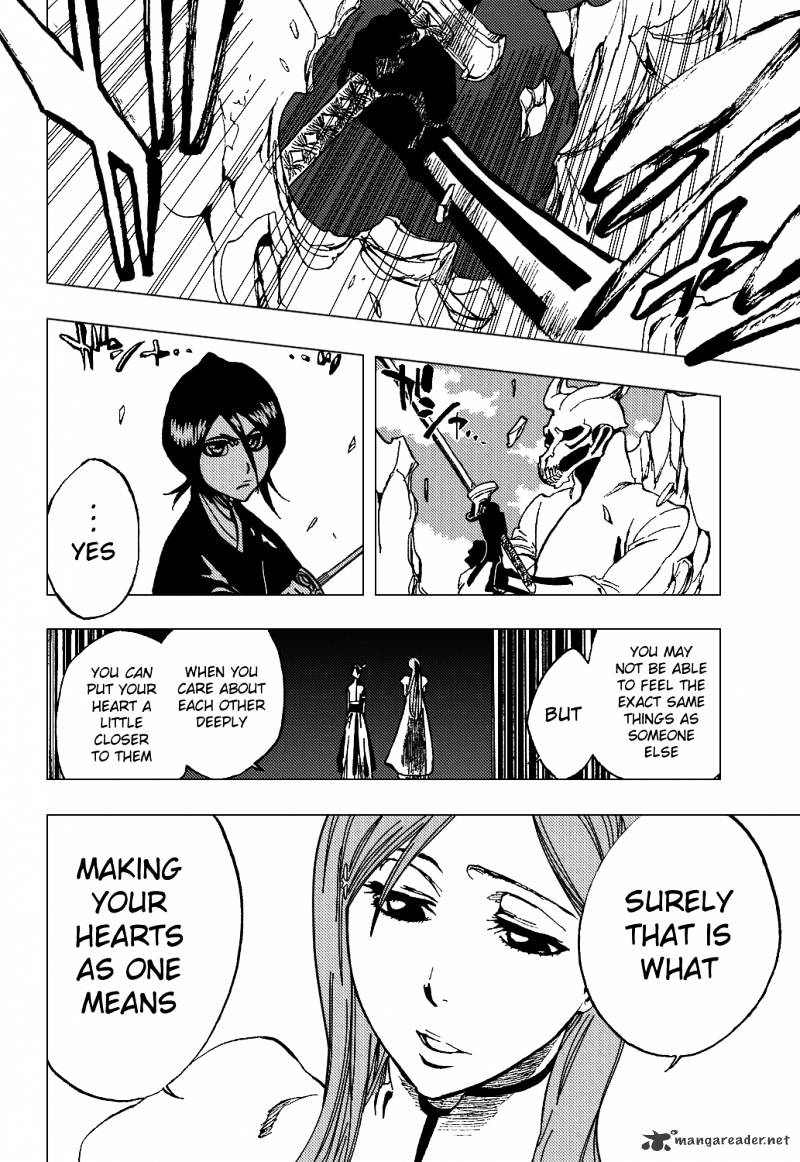 YOU MAY
NOT BE ABLE
TO FEEL THE
EXACT SAME
THINGS AS
SOMEONE
ELSE
BUT
WHEN YOU
CARE ABOUT
EACH OTHER
DEEPLY
YOU CAN
PUT YOUR
HEART A
LITTLE
CLOSER
TO THEM
...
YES
SURELY
THAT IS
WHAT
MAKING
YOUR
HEARTS
AS ONE
MEANS
mangareader.net